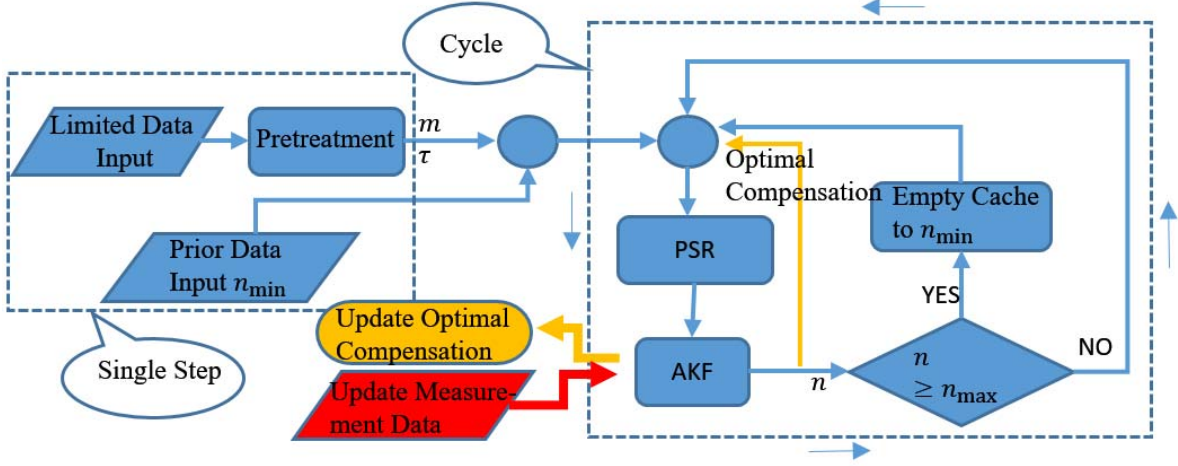 Cycle
Limited Data
Input
Pretreatment
m
τ
Prior Data
Input n_min
Single Step
Optimal
Compensation
PSR
Empty Cache
to n_min
YES
NO
Update Optimal
Compensation
Update Measure-
ment Data
AKF
n
n
≥ n_max